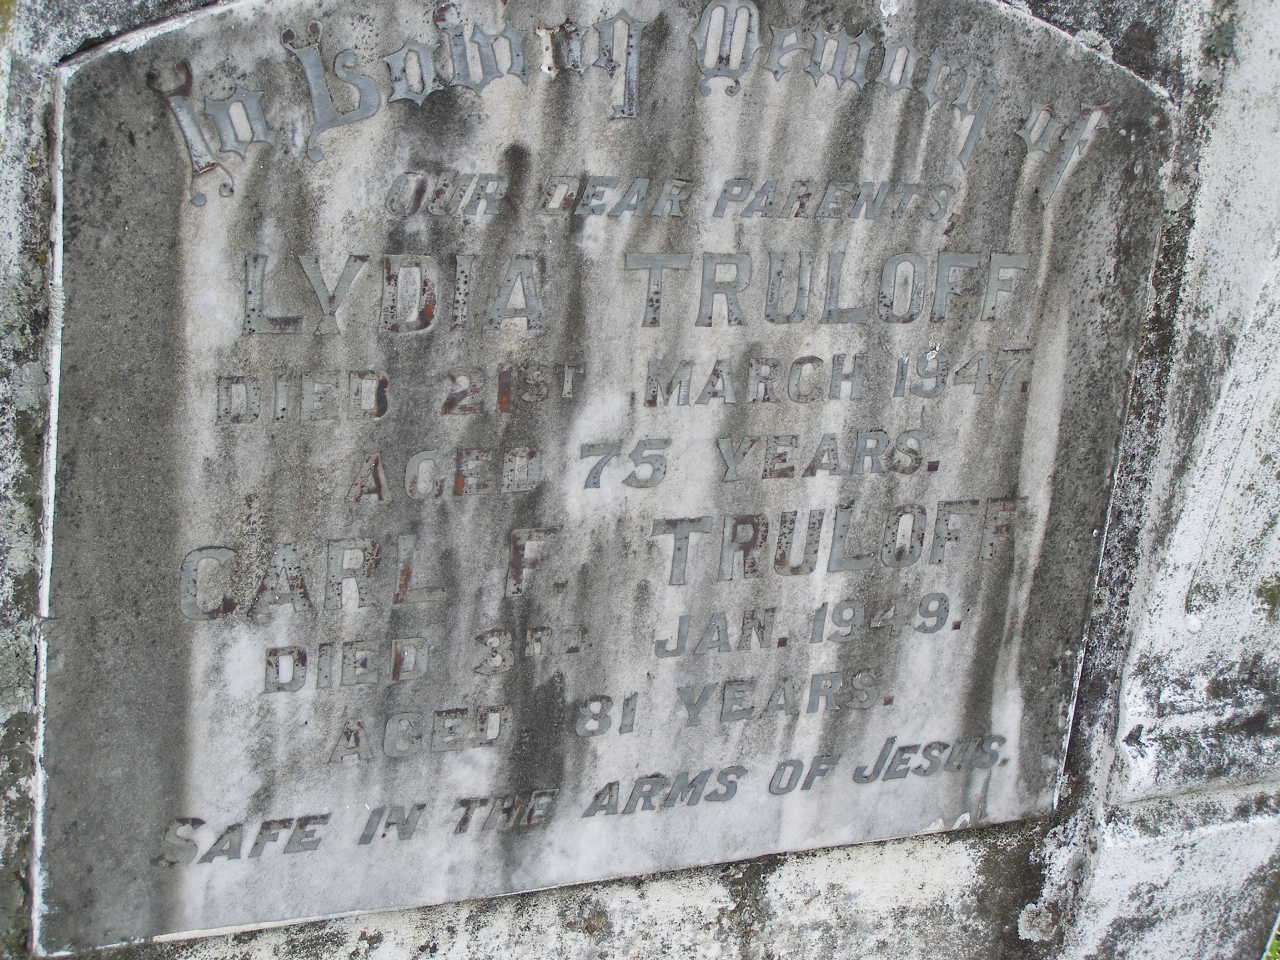 In Loving Memory of
OUR DEAR PARENTS
LYDIA TRULOFF
DIED 21ST MARCH 1947.
AGED 75 YEARS.
CARL F. TRULOFF
DIED 3RD JAN. 1949.
AGED 81 YEARS.
SAFE IN THE ARMS OF JESUS.